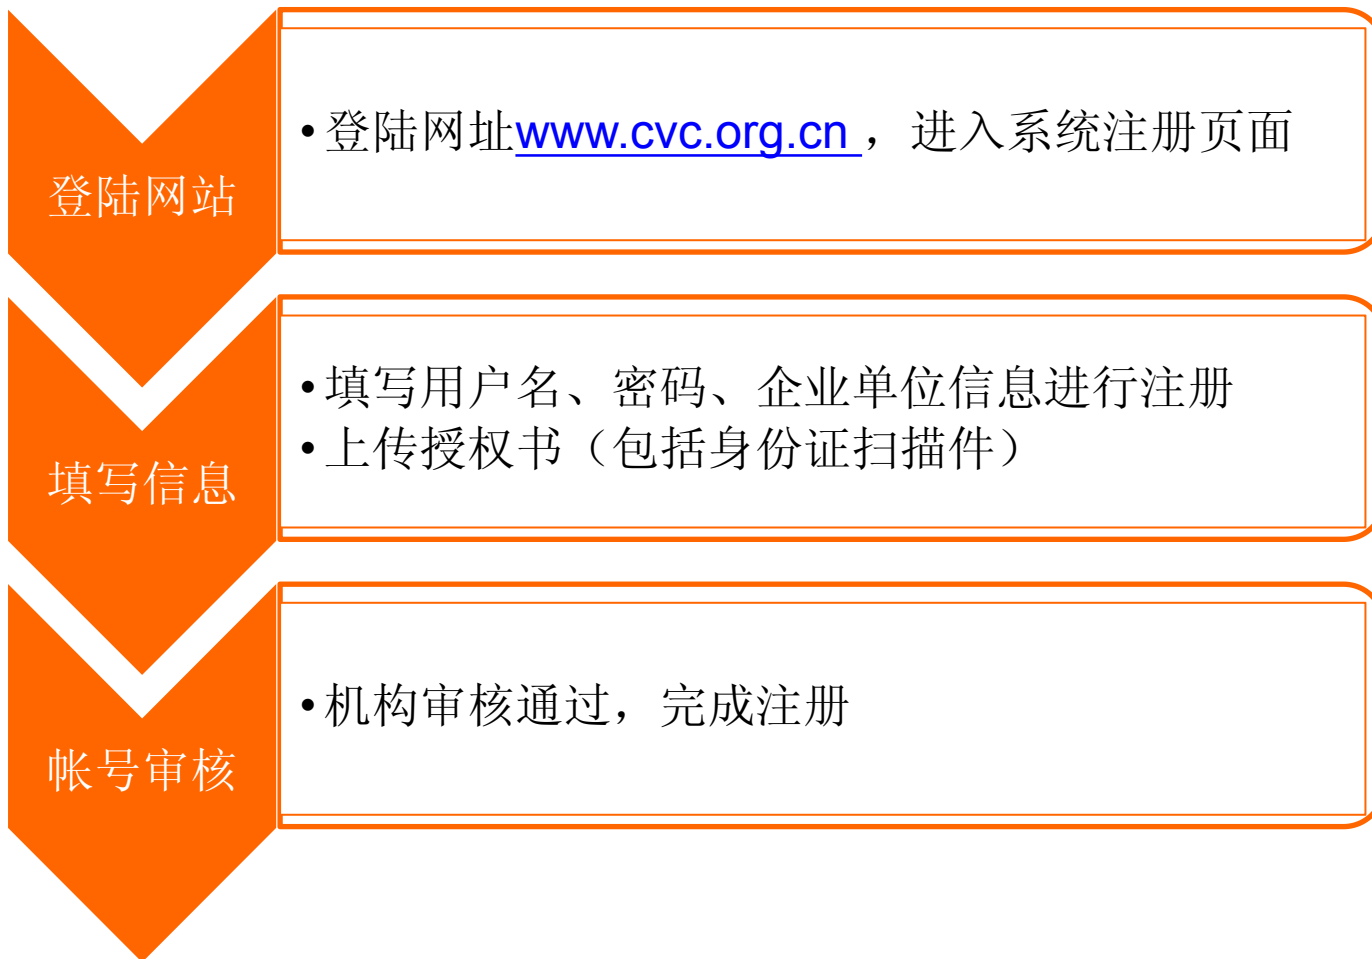 登陆网站
•登陆网址www.cvc.org.cn ，进入系统注册页面
填写信息
•填写用户名、密码、企业单位信息进行注册
•上传授权书（包括身份证扫描件）
帐号审核
•机构审核通过，完成注册